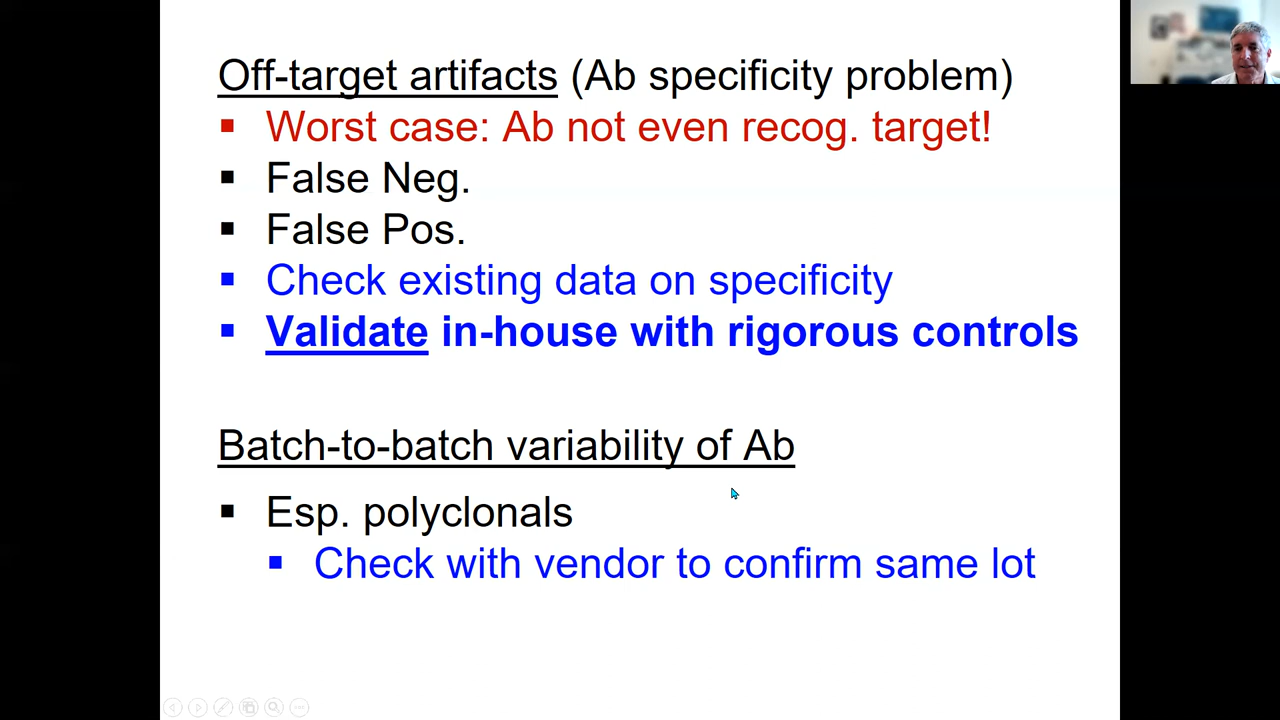 Off-target artifacts (Ab specificity problem)
▪ Worst case: Ab not even recog. target!
▪ False Neg.
▪ False Pos.
▪ Check existing data on specificity
▪ Validate in-house with rigorous controls
Batch-to-batch variability of Ab
▪ Esp. polyclonals
▪ Check with vendor to confirm same lot